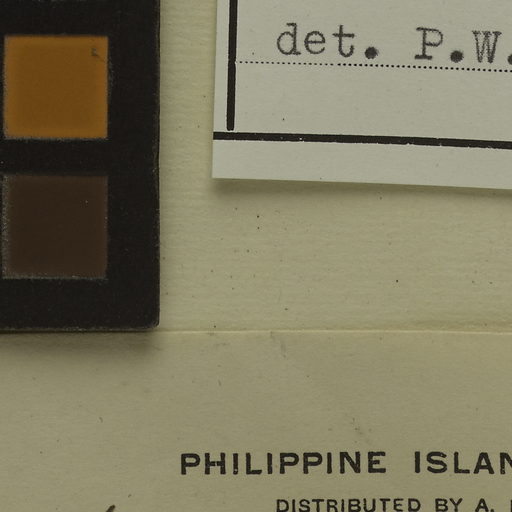 det. P.W.
PHILIPPINE ISLAN
DISTRIBUTED BY A.